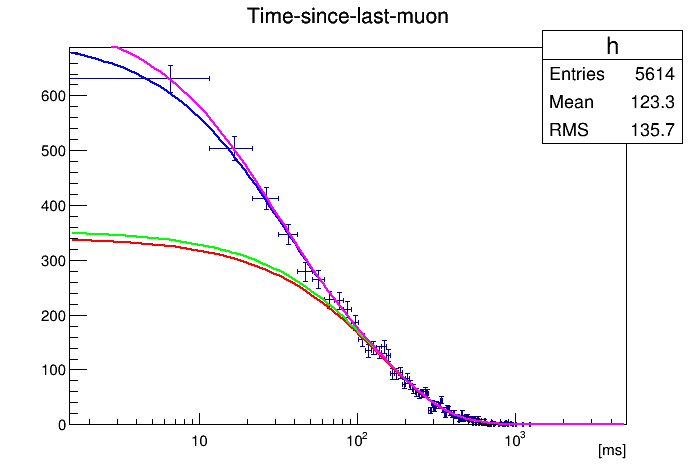 Time-since-last-muon
h
Entries 5614
Mean 123.3
RMS 135.7
600
500
400
300
200
100
0
10 10² 10³
[ms]